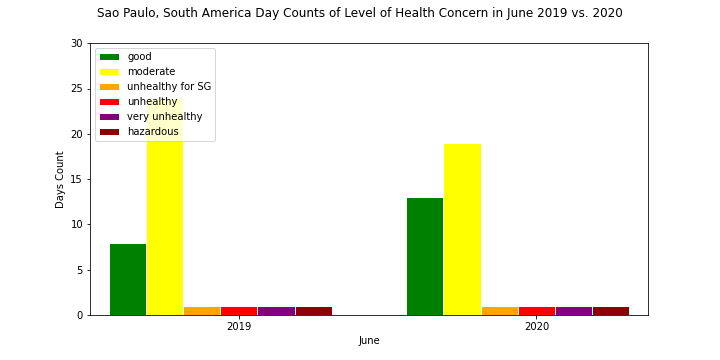 Sao Paulo, South America Day Counts of Level of Health Concern in June 2019 vs. 2020
30
25
20
15
10
5
0
Days Count
good
moderate
unhealthy for SG
unhealthy
very unhealthy
hazardous
2019
2020
June